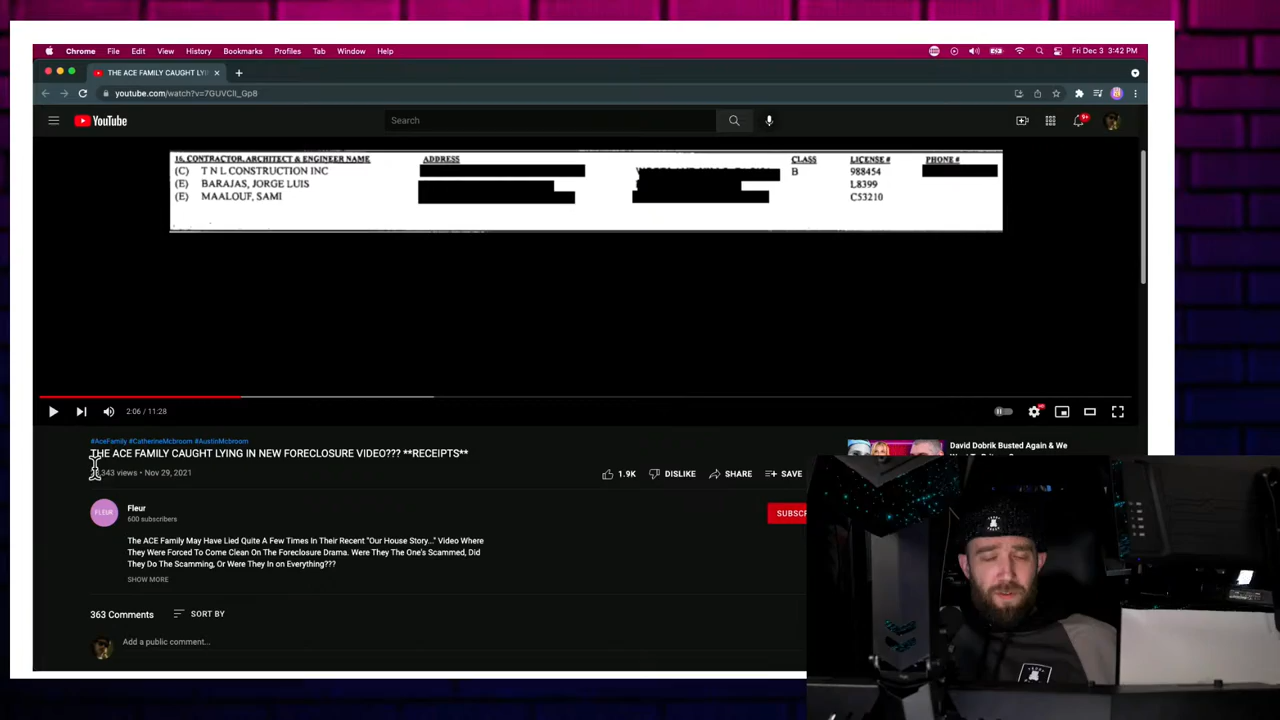 Chrome File Edit View History Bookmarks Profiles Tab Window Help Fri Dec 3 3:42 PM
THE ACE FAMILY CAUGHT LYI
youtube.com/watch?v=7GUVCll_Gp8
YouTube Search 9+
16. CONTRACTOR, ARCHITECT & ENGINEER NAME ADDRESS CLASS LICENSE # PHONE #
(C) T N L CONSTRUCTION INC B 988454
(E) BARAJAS, JORGE LUIS L8399
(E) MAALOUF, SAMI C53210
2:06 / 11:28
#AceFamily #CatherineMcbroom #AustinMcbroom
THE ACE FAMILY CAUGHT LYING IN NEW FORECLOSURE VIDEO??? **RECEIPTS**
views • Nov 29, 2021
1.9K DISLIKE SHARE SAVE
David Dobrik Busted Again & We
FLEUR
Fleur
600 subscribers
SUBSCR
The ACE Family May Have Lied Quite A Few Times In Their Recent "Our House Story..." Video Where
They Were Forced To Come Clean On The Foreclosure Drama. Were They The One's Scammed, Did
They Do The Scamming, Or Were They In on Everything???
SHOW MORE
363 Comments SORT BY
Add a public comment...